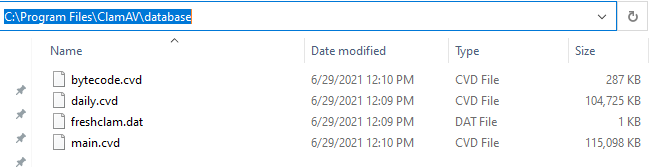 C:\Program Files\ClamAV\database
Name Date modified Type Size
bytecode.cvd 6/29/2021 12:10 PM CVD File 287 KB
daily.cvd 6/29/2021 12:09 PM CVD File 104,725 KB
freshclam.dat 6/29/2021 12:09 PM DAT File 1 KB
main.cvd 6/29/2021 12:10 PM CVD File 115,098 KB